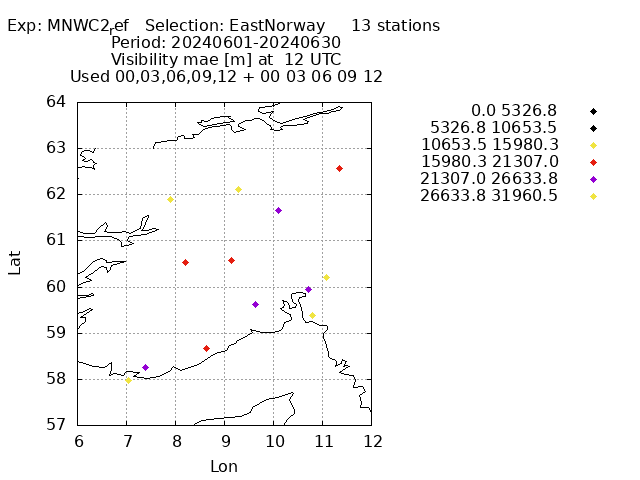 Exp: MNWC2ref Selection: EastNorway 13 stations
Period: 20240601-20240630
Visibility mae [m] at 12 UTC
Used 00,03,06,09,12 + 00 03 06 09 12
0.0 5326.8
5326.8 10653.5
10653.5 15980.3
15980.3 21307.0
21307.0 26633.8
26633.8 31960.5
64
63
62
61
60
59
58
57
Lat
6 7 8 9 10 11 12
Lon